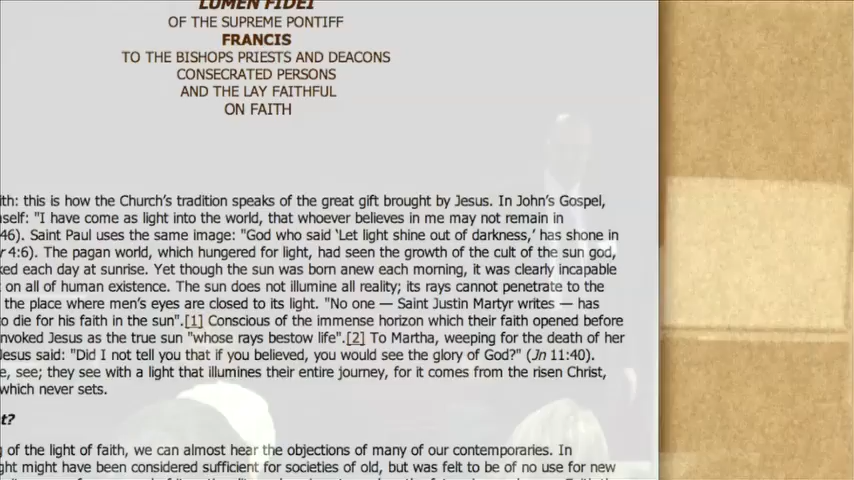 LUMEN FIDEI
OF THE SUPREME PONTIFF
FRANCIS
TO THE BISHOPS PRIESTS AND DEACONS
CONSECRATED PERSONS
AND THE LAY FAITHFUL
ON FAITH
ith: this is how the Church's tradition speaks of the great gift brought by Jesus. In John's Gospel,
self: "I have come as light into the world, that whoever believes in me may not remain in
46). Saint Paul uses the same image: "God who said 'Let light shine out of darkness,' has shone in
r 4:6). The pagan world, which hungered for light, had seen the growth of the cult of the sun god,
ked each day at sunrise. Yet though the sun was born anew each morning, it was clearly incapable
t on all of human existence. The sun does not illumine all reality; its rays cannot penetrate to the
the place where men's eyes are closed to its light. "No one — Saint Justin Martyr writes — has
o die for his faith in the sun".[1] Conscious of the immense horizon which their faith opened before
nvoked Jesus as the true sun "whose rays bestow life".[2] To Martha, weeping for the death of her
Jesus said: "Did I not tell you that if you believed, you would see the glory of God?" (Jn 11:40).
e, see; they see with a light that illumines their entire journey, for it comes from the risen Christ,
which never sets.
t?
g of the light of faith, we can almost hear the objections of many of our contemporaries. In
ght might have been considered sufficient for societies of old, but was felt to be of no use for new